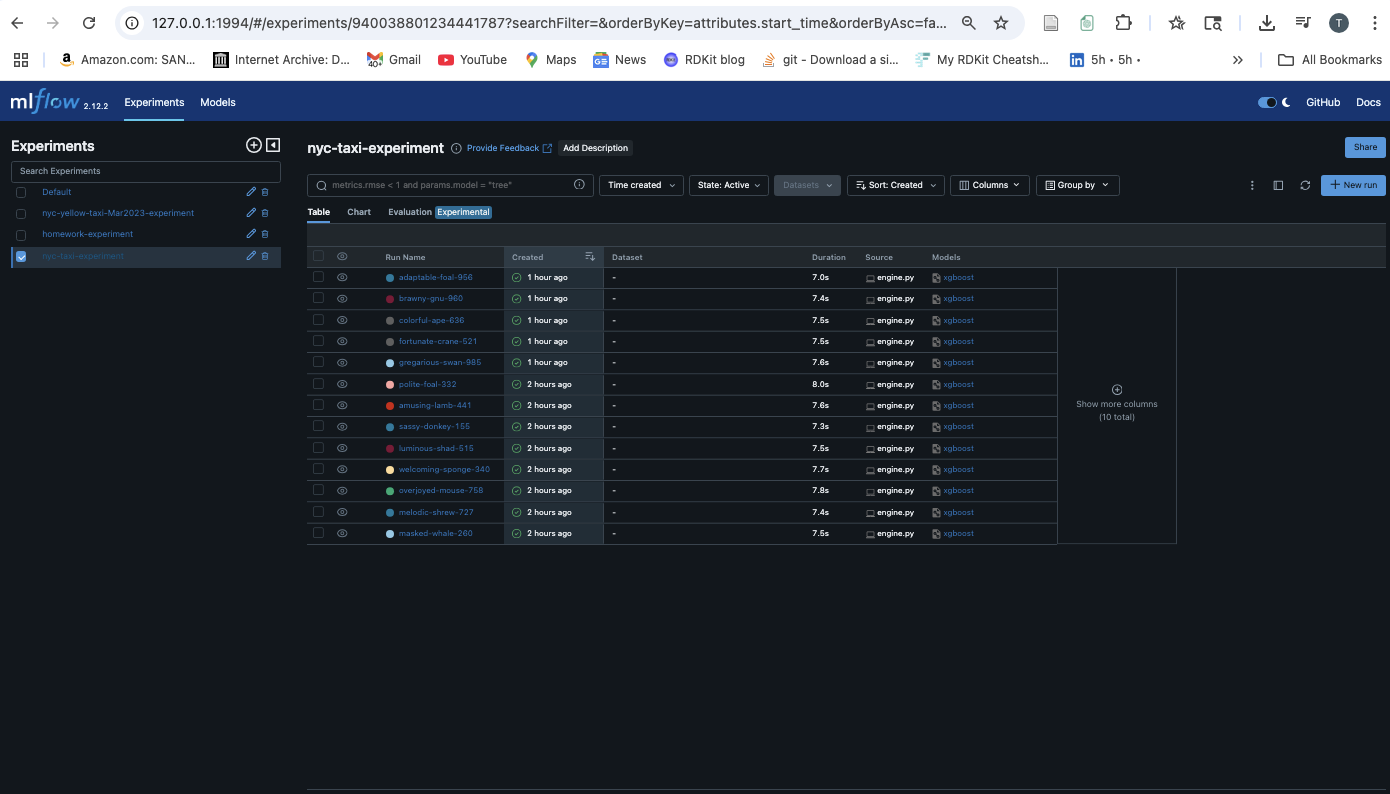 127.0.0.1:1994/#/experiments/940038801234441787?searchFilter=&orderByKey=attributes.start_time&orderByAsc=fa...
T
Amazon.com: SAN... Internet Archive: D... 40+ Gmail YouTube Maps News RDKit blog git - Download a si... My RDKit Cheatsh... 5h • 5h • All Bookmarks
mlflow 2.12.2 Experiments Models GitHub Docs
Experiments
Search Experiments
Default
nyc-yellow-taxi-Mar2023-experiment
homework-experiment
nyc-taxi-experiment
nyc-taxi-experiment Provide Feedback Add Description Share
metrics.rmse < 1 and params.model = "tree" Time created State: Active Datasets Sort: Created Columns Group by + New run
Table Chart Evaluation Experimental
Run Name Created Dataset Duration Source Models
adaptable-foal-956 1 hour ago - 7.0s engine.py xgboost
brawny-gnu-960 1 hour ago - 7.4s engine.py xgboost
colorful-ape-636 1 hour ago - 7.5s engine.py xgboost
fortunate-crane-521 1 hour ago - 7.5s engine.py xgboost
gregarious-swan-985 1 hour ago - 7.6s engine.py xgboost
polite-foal-332 2 hours ago - 8.0s engine.py xgboost
amusing-lamb-441 2 hours ago - 7.6s engine.py xgboost
sassy-donkey-155 2 hours ago - 7.3s engine.py xgboost
luminous-shad-515 2 hours ago - 7.5s engine.py xgboost
welcoming-sponge-340 2 hours ago - 7.7s engine.py xgboost
overjoyed-mouse-758 2 hours ago - 7.8s engine.py xgboost
melodic-shrew-727 2 hours ago - 7.4s engine.py xgboost
masked-whale-260 2 hours ago - 7.5s engine.py xgboost
Show more columns
(10 total)